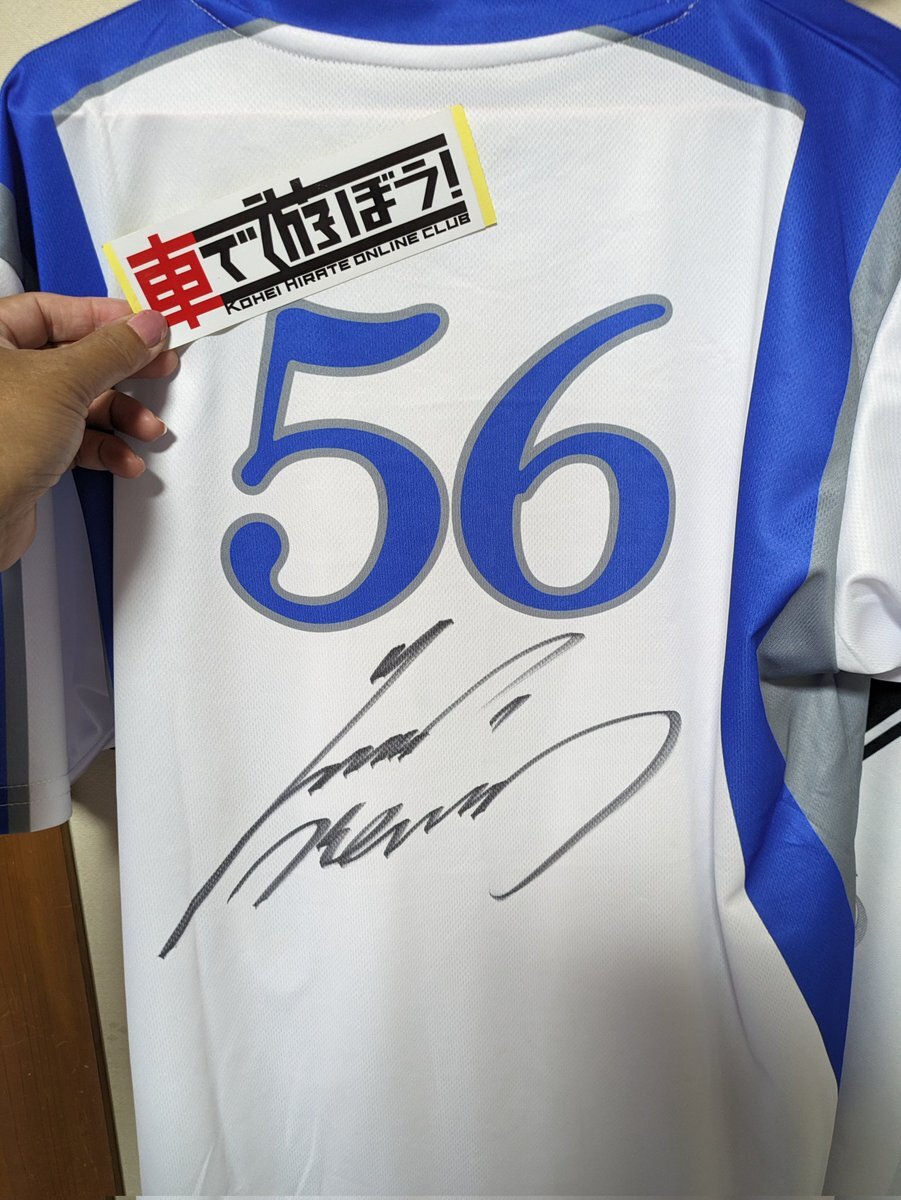 車で遊ぼう!
KOHEI HIRATE ONLINE CLUB
56